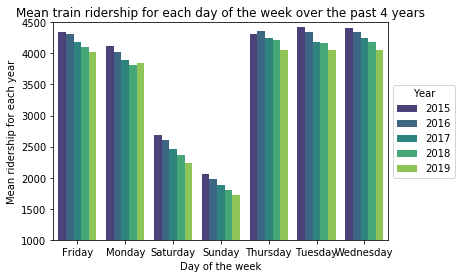 Mean train ridership for each day of the week over the past 4 years
Mean ridership for each year
4500
4000
3500
3000
2500
2000
1500
1000
Friday Monday Saturday Sunday Thursday Tuesday Wednesday
Day of the week
Year
2015
2016
2017
2018
2019